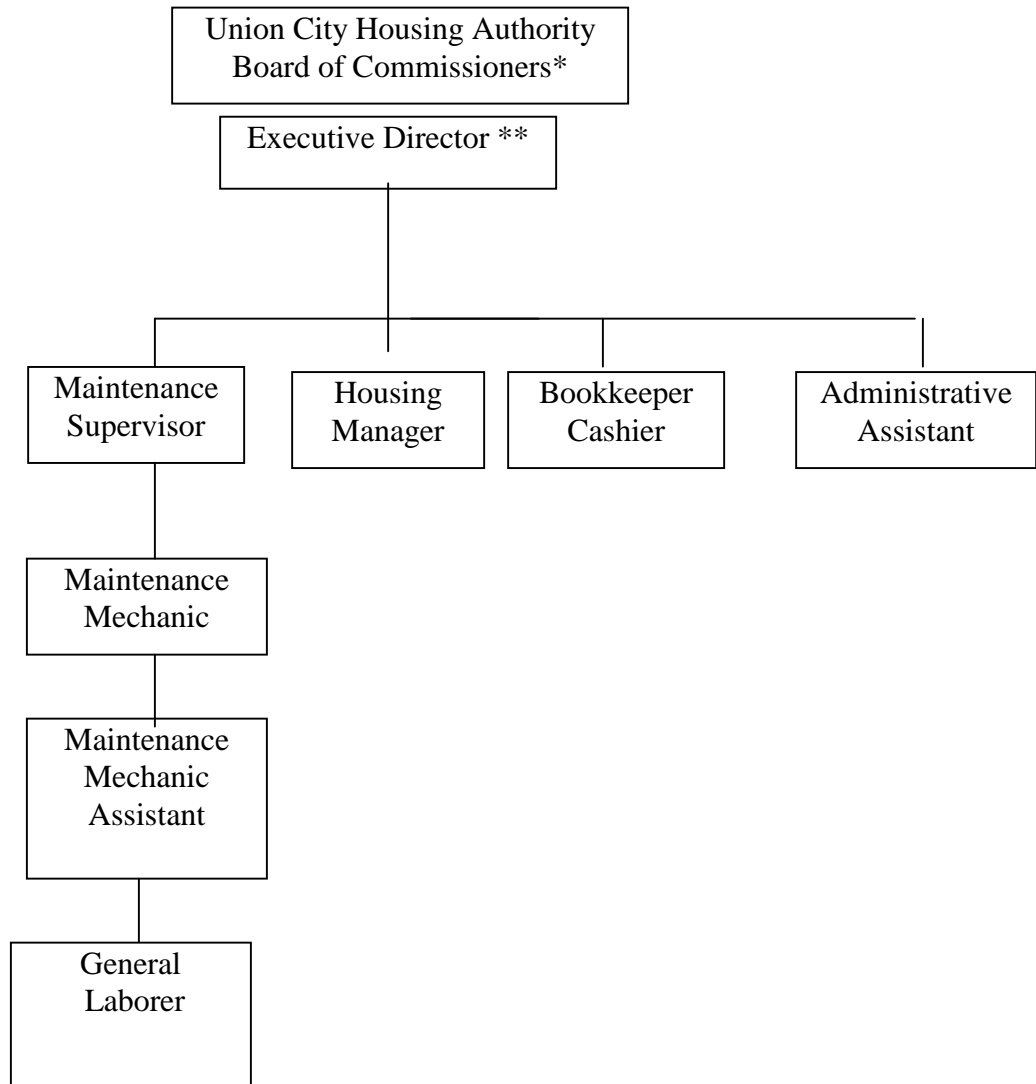 Union City Housing Authority
Board of Commissioners*
Executive Director **
Maintenance
Supervisor
Housing
Manager
Bookkeeper
Cashier
Administrative
Assistant
Maintenance
Mechanic
Maintenance
Mechanic
Assistant
General
Laborer